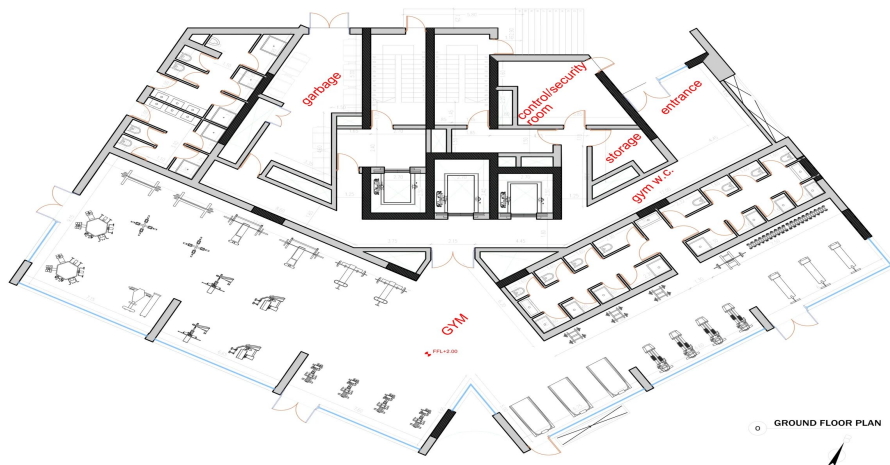 garbage
control/security
room
entrance
storage
gym w.c.
GYM
FFL+2.00
GROUND FLOOR PLAN